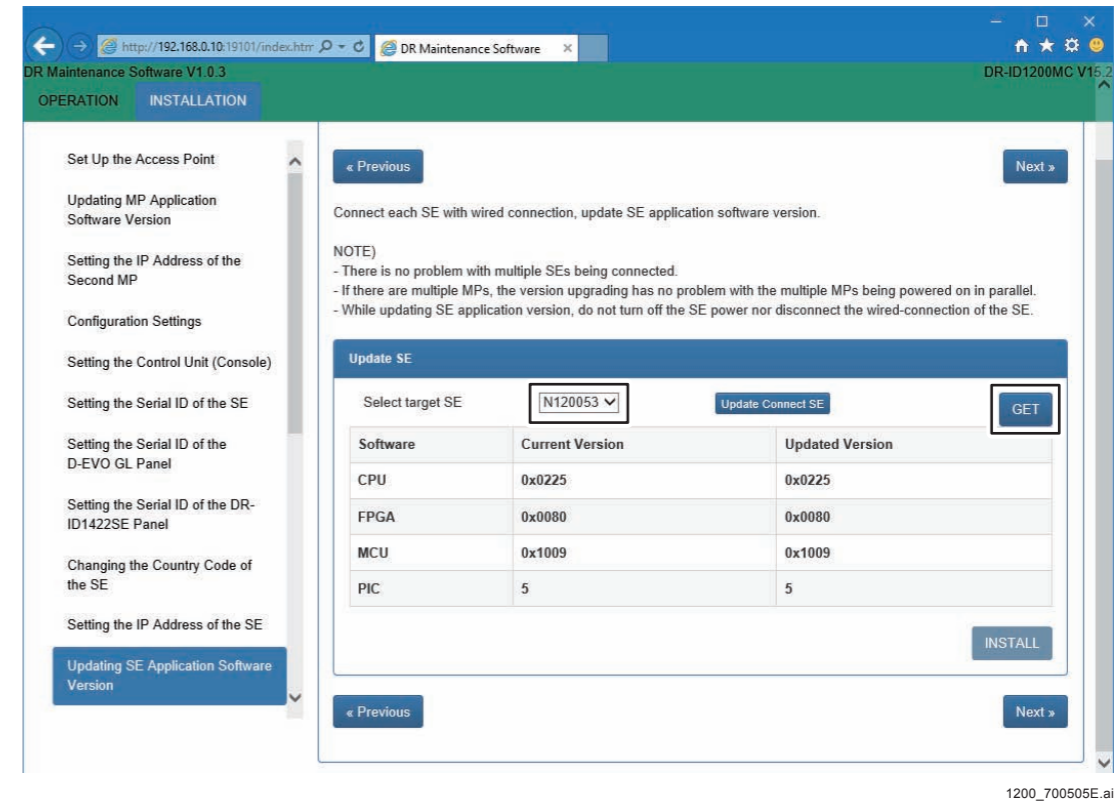 http://192.168.0.10:19101/index.htm
DR Maintenance Software
DR Maintenance Software V1.0.3
DR-ID1200MC V15.2
OPERATION
INSTALLATION
Set Up the Access Point
Updating MP Application
Software Version
Setting the IP Address of the
Second MP
Configuration Settings
Setting the Control Unit (Console)
Setting the Serial ID of the SE
Setting the Serial ID of the
D-EVO GL Panel
Setting the Serial ID of the DR-
ID1422SE Panel
Changing the Country Code of
the SE
Setting the IP Address of the SE
Updating SE Application Software
Version
« Previous
Next »
Connect each SE with wired connection, update SE application software version.
NOTE)
- There is no problem with multiple SEs being connected.
- If there are multiple MPs, the version upgrading has no problem with the multiple MPs being powered on in parallel.
- While updating SE application version, do not turn off the SE power nor disconnect the wired-connection of the SE.
Update SE
Select target SE
N120053
Update Connect SE
GET
Software Current Version Updated Version
CPU 0x0225 0x0225
FPGA 0x0080 0x0080
MCU 0x1009 0x1009
PIC 5 5
INSTALL
« Previous
Next »
1200_700505E.ai